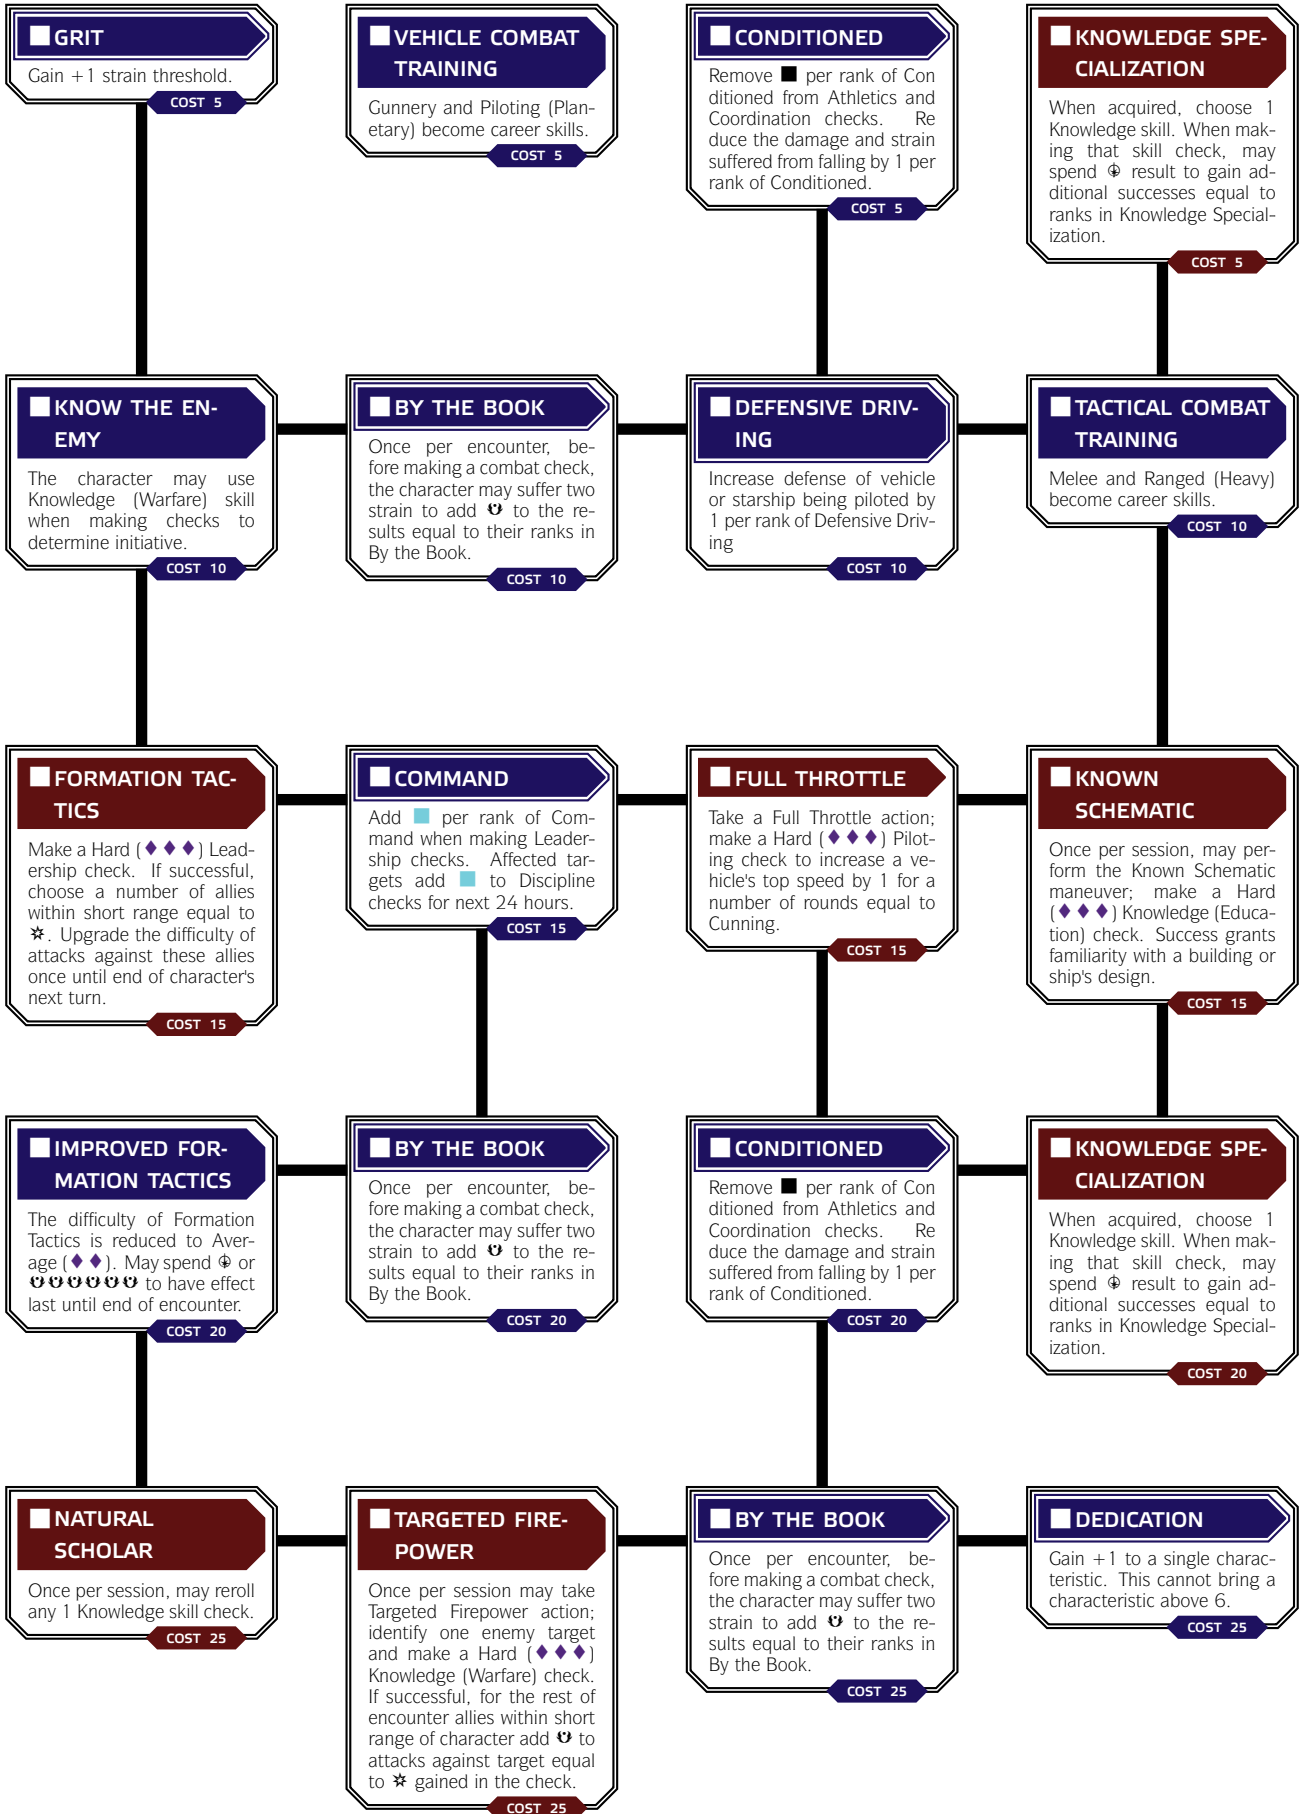 GRIT
Gain +1 strain threshold.
COST 5
VEHICLE COMBAT
TRAINING
Gunnery and Piloting (Plan-
etary) become career skills.
COST 5
CONDITIONED
Remove ■ per rank of Con
ditioned from Athletics and
Coordination checks. Re
duce the damage and strain
suffered from falling by 1 per
rank of Conditioned.
COST 5
KNOWLEDGE SPE-
CIALIZATION
When acquired, choose 1
Knowledge skill. When mak-
ing that skill check, may
spend result to gain ad-
ditional successes equal to
ranks in Knowledge Special-
ization.
COST 5
KNOW THE EN-
EMY
The character may use
Knowledge (Warfare) skill
when making checks to
determine initiative.
COST 10
BY THE BOOK
Once per encounter, be-
fore making a combat check,
the character may suffer two
strain to add to the re-
sults equal to their ranks in
By the Book.
COST 10
DEFENSIVE DRIV-
ING
Increase defense of vehicle
or starship being piloted by
1 per rank of Defensive Driv-
ing
COST 10
TACTICAL COMBAT
TRAINING
Melee and Ranged (Heavy)
become career skills.
COST 10
FORMATION TAC-
TICS
Make a Hard (♦♦♦) Lead-
ership check. If successful,
choose a number of allies
within short range equal to
. Upgrade the difficulty of
attacks against these allies
once until end of character's
next turn.
COST 15
COMMAND
Add ■ per rank of Com-
mand when making Leader-
ship checks. Affected tar-
gets add ■ to Discipline
checks for next 24 hours.
COST 15
FULL THROTTLE
Take a Full Throttle action;
make a Hard (♦♦♦) Pilot-
ing check to increase a ve-
hicle's top speed by 1 for a
number of rounds equal to
Cunning.
COST 15
KNOWN
SCHEMATIC
Once per session, may per-
form the Known Schematic
maneuver; make a Hard
(♦♦♦) Knowledge (Educa-
tion) check. Success grants
familiarity with a building or
ship's design.
COST 15
IMPROVED FOR-
MATION TACTICS
The difficulty of Formation
Tactics is reduced to Aver-
age (♦♦). May spend or
to have effect
last until end of encounter.
COST 20
BY THE BOOK
Once per encounter, be-
fore making a combat check,
the character may suffer two
strain to add to the re-
sults equal to their ranks in
By the Book.
COST 20
CONDITIONED
Remove ■ per rank of Con
ditioned from Athletics and
Coordination checks. Re
duce the damage and strain
suffered from falling by 1 per
rank of Conditioned.
COST 20
KNOWLEDGE SPE-
CIALIZATION
When acquired, choose 1
Knowledge skill. When mak-
ing that skill check, may
spend result to gain ad-
ditional successes equal to
ranks in Knowledge Special-
ization.
COST 20
NATURAL
SCHOLAR
Once per session, may reroll
any 1 Knowledge skill check.
COST 25
TARGETED FIRE-
POWER
Once per session may take
Targeted Firepower action;
identify one enemy target
and make a Hard (♦♦♦)
Knowledge (Warfare) check.
If successful, for the rest of
encounter allies within short
range of character add to
attacks against target equal
to gained in the check.
COST 25
BY THE BOOK
Once per encounter, be-
fore making a combat check,
the character may suffer two
strain to add to the re-
sults equal to their ranks in
By the Book.
COST 25
DEDICATION
Gain +1 to a single charac-
teristic. This cannot bring a
characteristic above 6.
COST 25